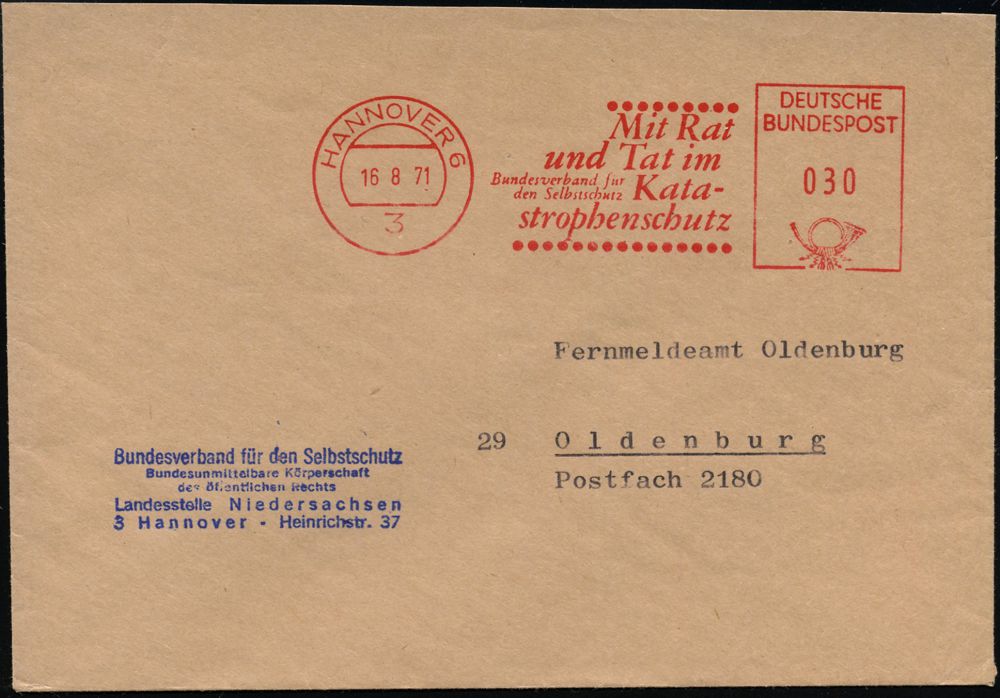 HANNOVER 6
16 8 71
3
Mit Rat
und Tat im
Bundesverband für
den Selbstschutz
Kata-
strophenschutz
DEUTSCHE
BUNDESPOST
030
Fernmeldeamt Oldenburg
29 Oldenburg
Postfach 2180
Bundesverband für den Selbstschutz
Bundesunmittelbare Körperschaft
des öffentlichen Rechts
Landesstelle Niedersachsen
3 Hannover - Heinrichstr. 37